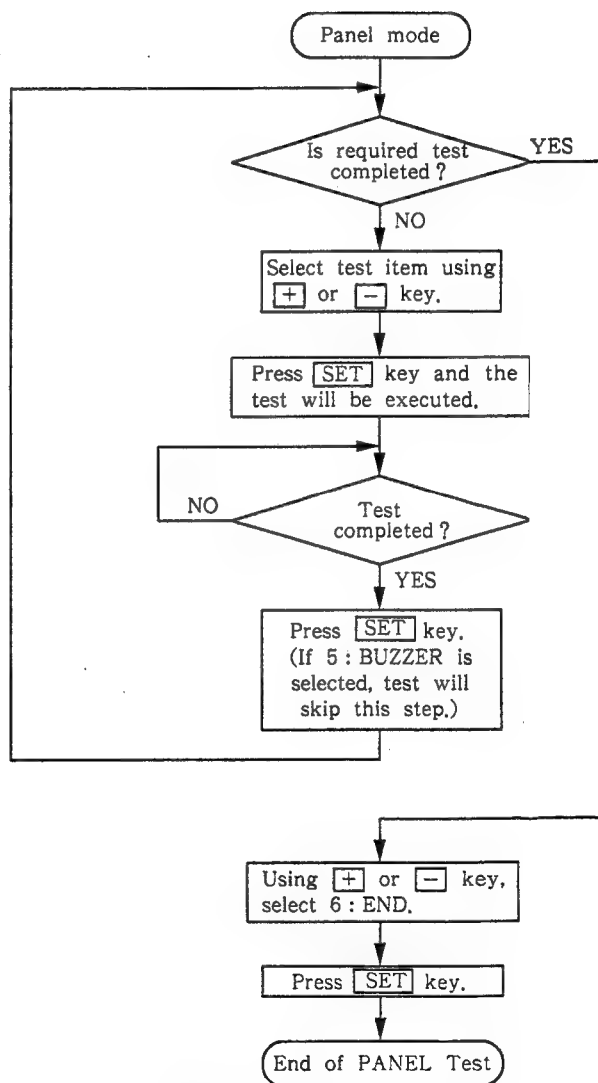 Panel mode
Is required test
completed?
YES
NO
Select test item using
+ or − key.
Press SET key and the
test will be executed.
Test
completed?
NO
YES
Press SET key.
(If 5 : BUZZER is
selected, test will
skip this step.)
Using + or − key,
select 6 : END.
Press SET key.
End of PANEL Test